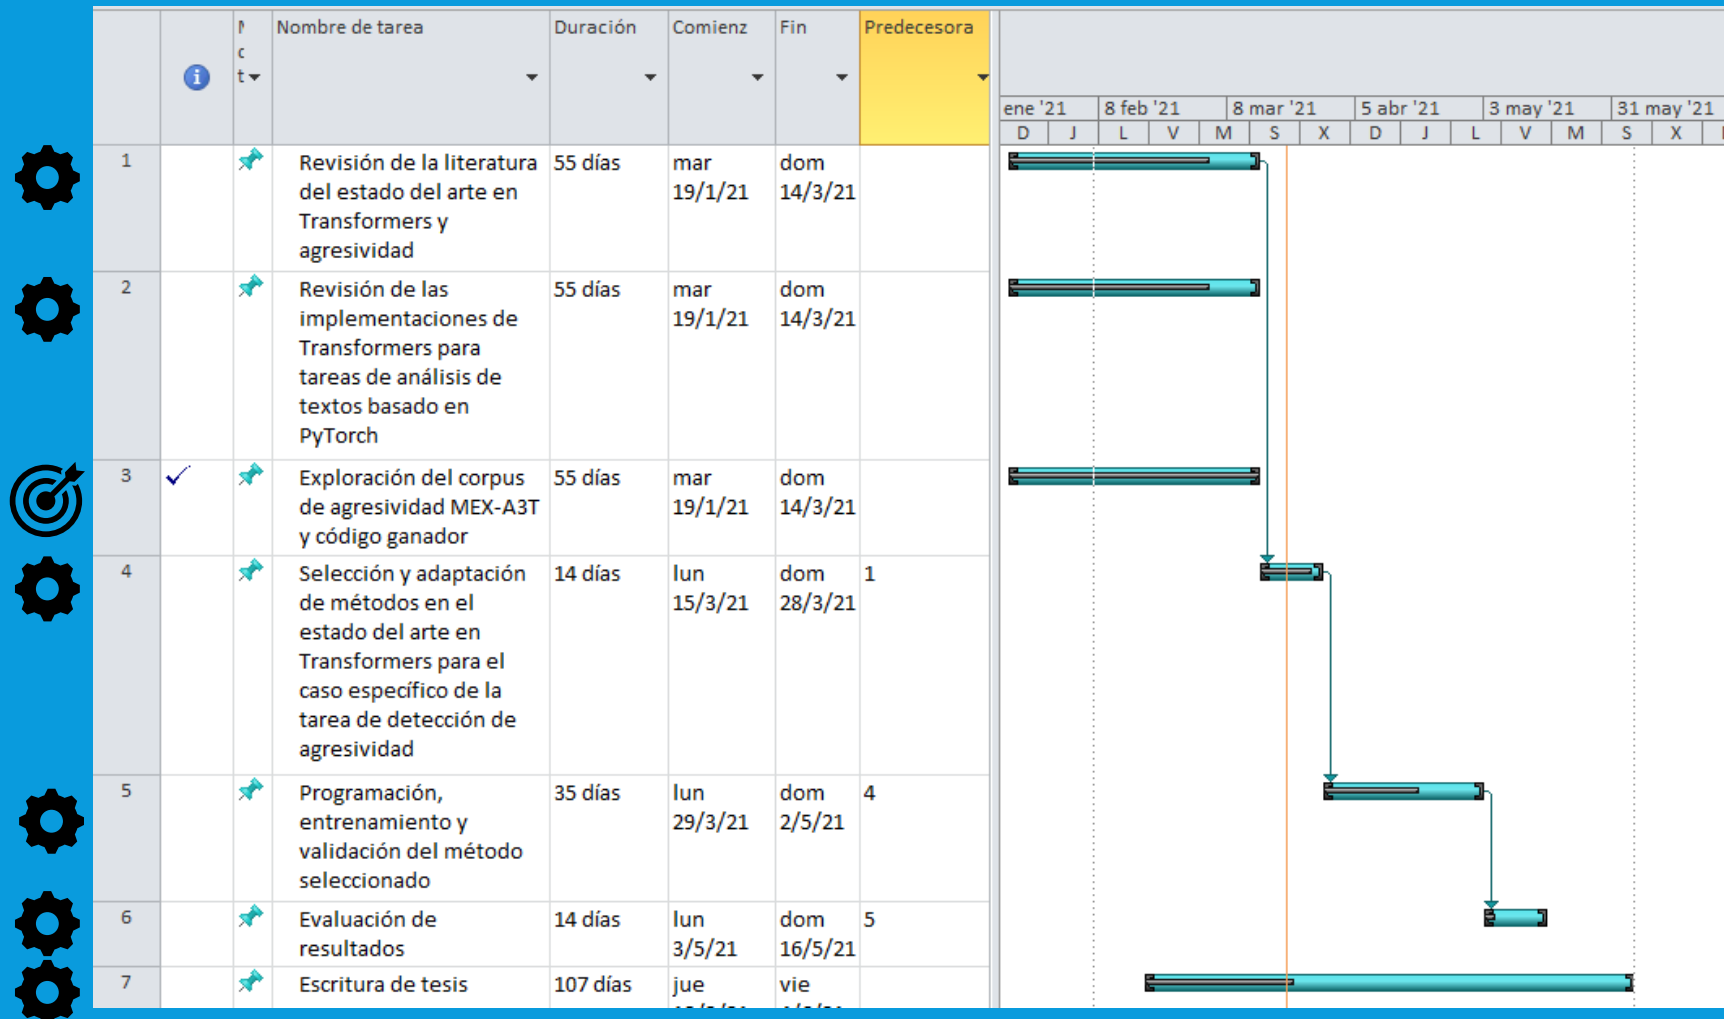 Nombre de tarea Duración Comienz Fin Predecesora
ene '21 8 feb '21 8 mar '21 5 abr '21 3 may '21 31 may '21
D J L V M S X D J L V M S X
1 Revisión de la literatura 55 días mar dom
del estado del arte en 19/1/21 14/3/21
Transformers y
agresividad
2 Revisión de las 55 días mar dom
implementaciones de 19/1/21 14/3/21
Transformers para
tareas de análisis de
textos basado en
PyTorch
3 Exploración del corpus 55 días mar dom
de agresividad MEX-A3T 19/1/21 14/3/21
y código ganador
4 Selección y adaptación 14 días lun dom 1
de métodos en el 15/3/21 28/3/21
estado del arte en
Transformers para el
caso específico de la
tarea de detección de
agresividad
5 Programación, 35 días lun dom 4
entrenamiento y 29/3/21 2/5/21
validación del método
seleccionado
6 Evaluación de 14 días lun dom 5
resultados 3/5/21 16/5/21
7 Escritura de tesis 107 días jue vie